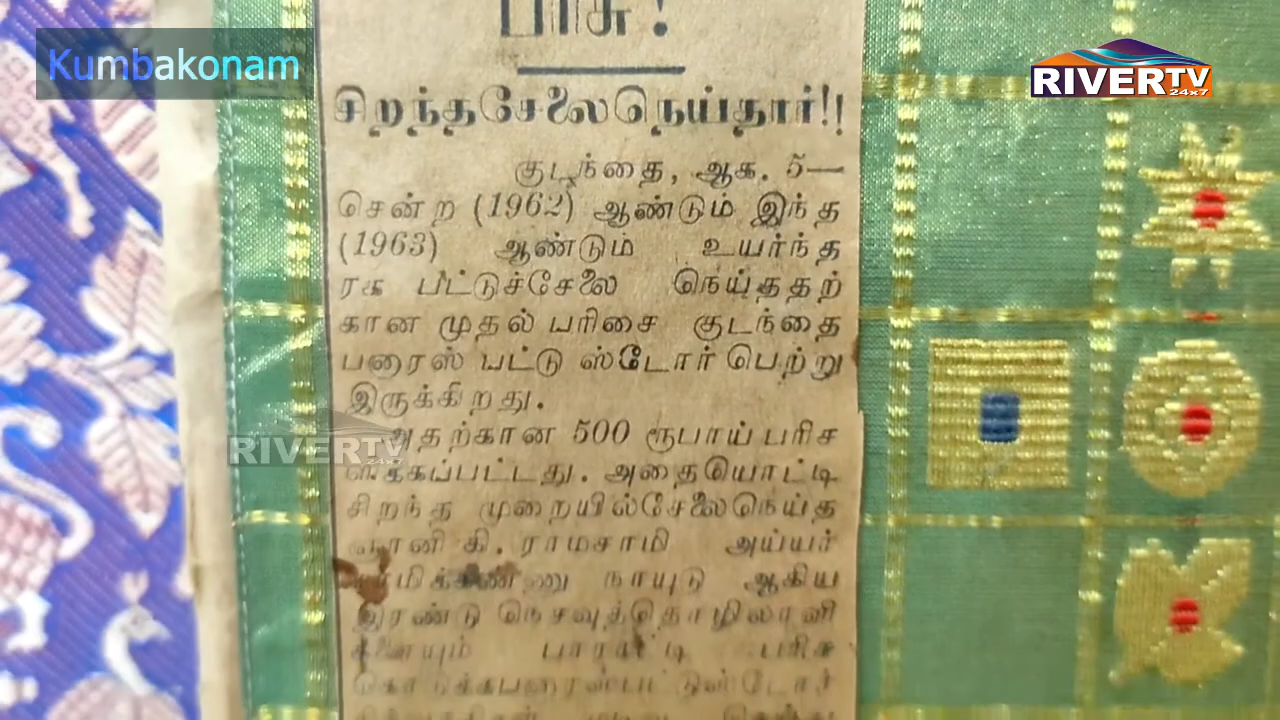 Kumbakonam
RIVERTV
24x7
பரிசு!
சிறந்தசேலைநெய்தார்!!
குடந்தை, ஆக. 5—
சென்ற (1962) ஆண்டும் இந்த
(1963) ஆண்டும் உயர்ந்த
ரக பட்டுச்சேலை நெய்ததற்
கான முதல் பரிசை குடந்தை
பனாரஸ் பட்டு ஸ்டோர் பெற்று
இருக்கிறது.
அதற்கான 500 ரூபாய் பரிச
ளிக்கப்பட்டது. அதையொட்டி
சிறந்த முறையில்சேலைநெய்த
கி. ராமசாமி அய்யர்
நாயுடு ஆகிய
இரண்டு நெசவுத்தொழிலாளி
களையும் பாராட்டி பரிசு
RIVERTV
24x7